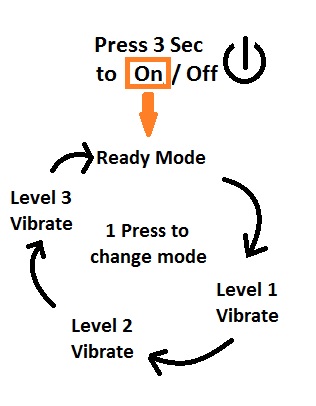 Press 3 Sec
to On / Off
Ready Mode
Level 3
Vibrate
1 Press to
change mode
Level 1
Vibrate
Level 2
Vibrate